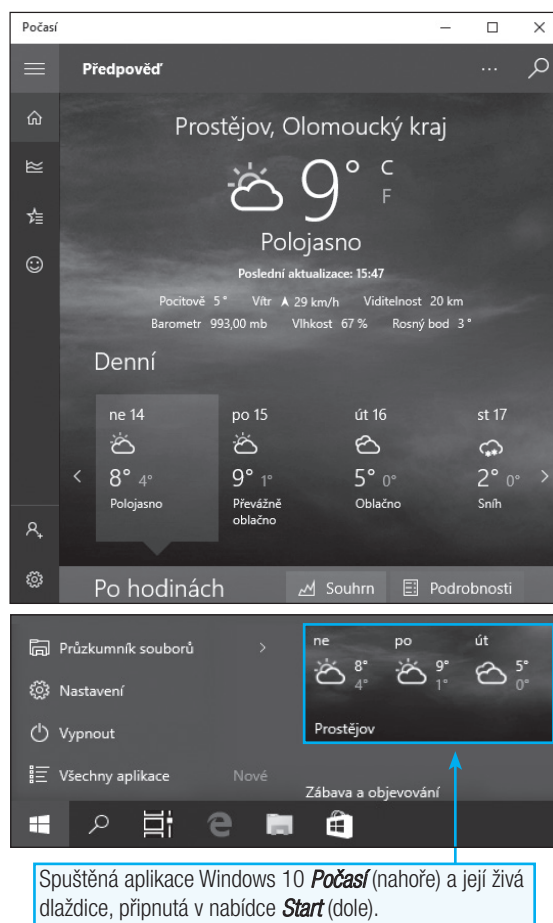 Počasí
Předpověď
Prostějov, Olomoucký kraj
9° C
F
Polojasno
Poslední aktualizace: 15:47
Pocitově 5° Vítr 29 km/h Viditelnost 20 km
Barometr 993,00 mb Vlhkost 67 % Rosný bod 3°
Denní
ne 14 po 15 út 16 st 17
8° 4° 9° 1° 5° 0° 2° 0°
Polojasno Převážně Oblačno Sníh
oblačno
Po hodinách Souhrn Podrobnosti
Průzkumník souborů
Nastavení
Vypnout
Všechny aplikace Nové
ne po út
8° 9° 5°
4° 1° 0°
Prostějov
Zábava a objevování
Spuštěná aplikace Windows 10 Počasí (nahoře) a její živá
dlaždice, připnutá v nabídce Start (dole).